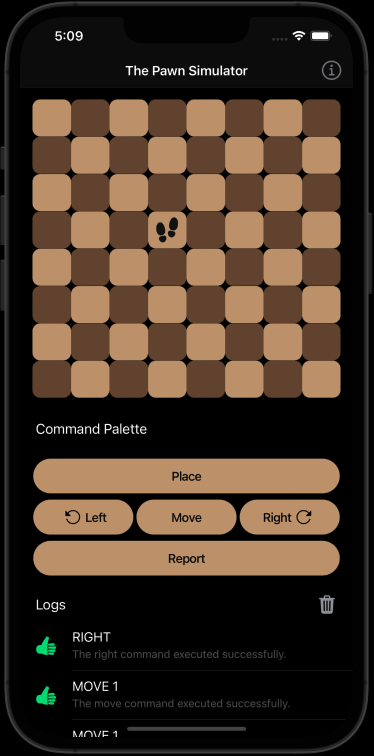 5:09
The Pawn Simulator
Command Palette
Place
Left
Move
Right
Report
Logs
RIGHT
The right command executed successfully.
MOVE 1
The move command executed successfully.
MOVE 1